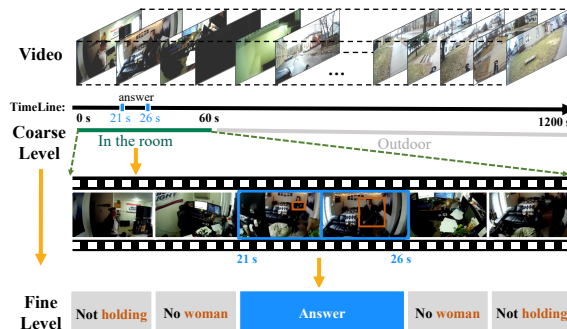 Video
...
TimeLine:
answer
0 s
21 s
26 s
60 s
1200 s
Coarse
Level
In the room
Outdoor
21 s
26 s
Fine
Level
Not holding
No woman
Answer
No woman
Not holding